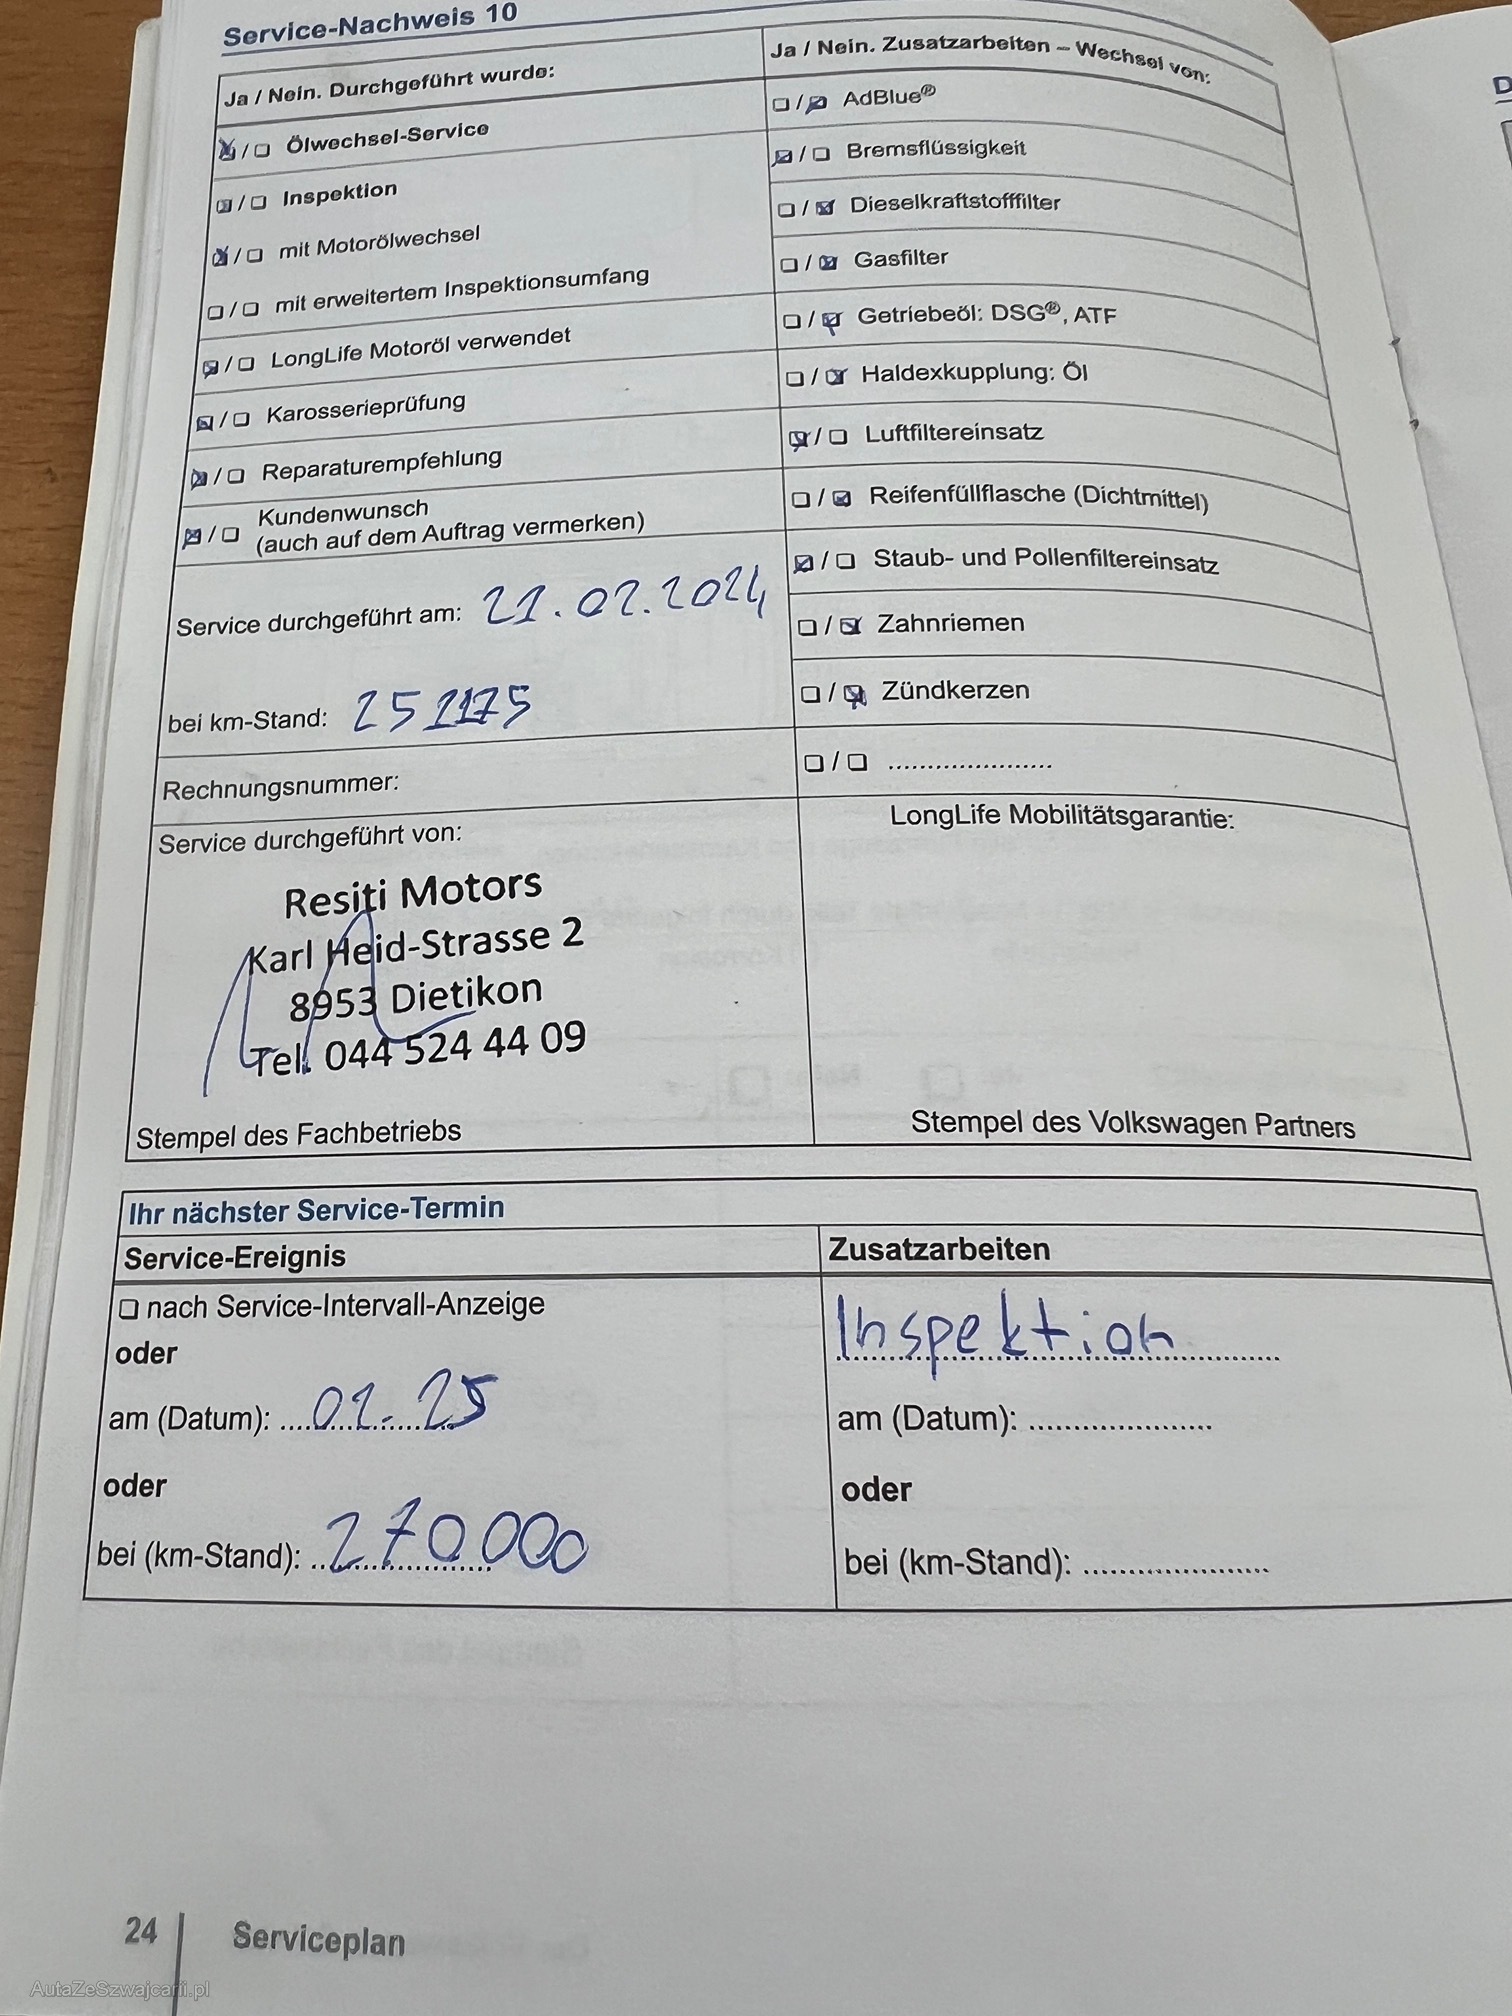 Service-Nachweis 10
Ja / Nein. Durchgeführt wurde:
☒ / ☐ Ölwechsel-Service
☒ / ☐ Inspektion
☒ / ☐ mit Motorölwechsel
☐ / ☐ mit erweitertem Inspektionsumfang
☒ / ☐ LongLife Motoröl verwendet
☒ / ☐ Karosserieprüfung
☒ / ☐ Reparaturempfehlung
☒ / ☐ Kundenwunsch
(auch auf dem Auftrag vermerken)
Service durchgeführt am: 21.02.2024
bei km-Stand:
Rechnungsnummer:
Service durchgeführt von:
Resiti Motors
Karl Heid-Strasse 2
8953 Dietikon
Tel. 044 524 44 09
Stempel des Fachbetriebs
Ja / Nein. Zusatzarbeiten – Wechsel von:
☐ / ☒ AdBlue®
☒ / ☐ Bremsflüssigkeit
☐ / ☒ Dieselkraftstofffilter
☐ / ☒ Gasfilter
☐ / ☒ Getriebeöl: DSG®, ATF
☐ / ☒ Haldexkupplung: Öl
☒ / ☐ Luftfiltereinsatz
☐ / ☒ Reifenfüllflasche (Dichtmittel)
☒ / ☐ Staub- und Pollenfiltereinsatz
☐ / ☒ Zahnriemen
☐ / ☒ Zündkerzen
☐ / ☐ ......................
LongLife Mobilitätsgarantie:
Stempel des Volkswagen Partners
Ihr nächster Service-Termin
Service-Ereignis
☐ nach Service-Intervall-Anzeige
oder
am (Datum): 02.25
oder
bei (km-Stand): 270000
Zusatzarbeiten
Inspektion
am (Datum): ......................
oder
bei (km-Stand): ......................
24
Serviceplan
AutaZeSzwajcarii.pl